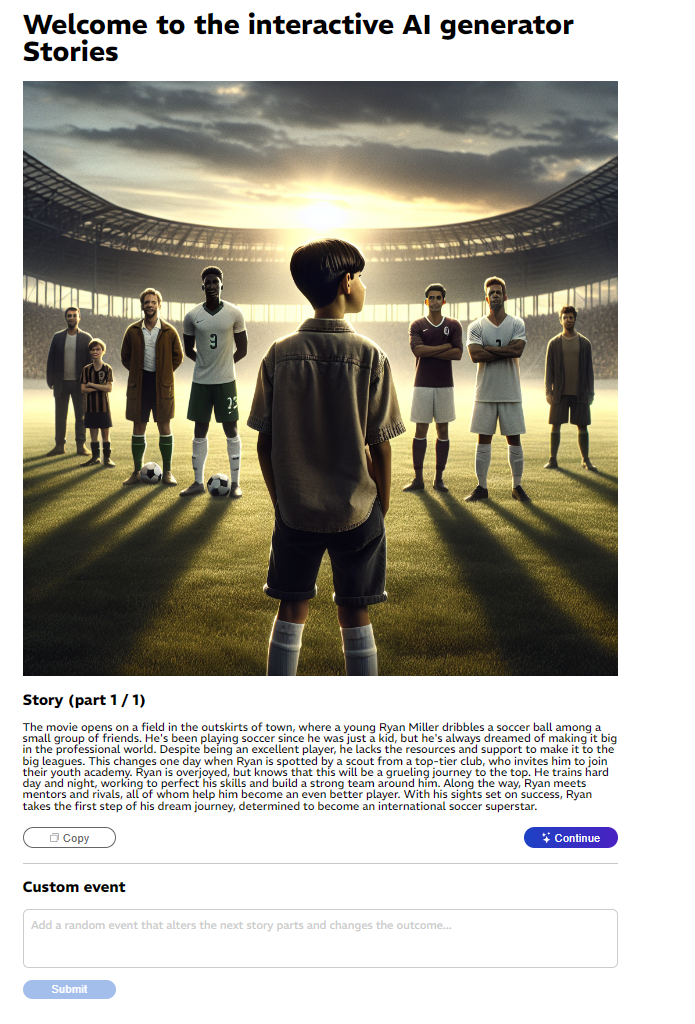 Welcome to the interactive AI generator
Stories
9
Story (part 1 / 1)
The movie opens on a field in the outskirts of town, where a young Ryan Miller dribbles a soccer ball among a
small group of friends. He's been playing soccer since he was just a kid, but he's always dreamed of making it big
in the professional world. Despite being an excellent player, he lacks the resources and support to make it to the
big leagues. This changes one day when Ryan is spotted by a scout from a top-tier club, who invites him to join
their youth academy. Ryan is overjoyed, but knows that this will be a grueling journey to the top. He trains hard
day and night, working to perfect his skills and build a strong team around him. Along the way, Ryan meets
mentors and rivals, all of whom help him become an even better player. With his sights set on success, Ryan
takes the first step of his dream journey, determined to become an international soccer superstar.
Copy
Continue
Custom event
Add a random event that alters the next story parts and changes the outcome...
Submit